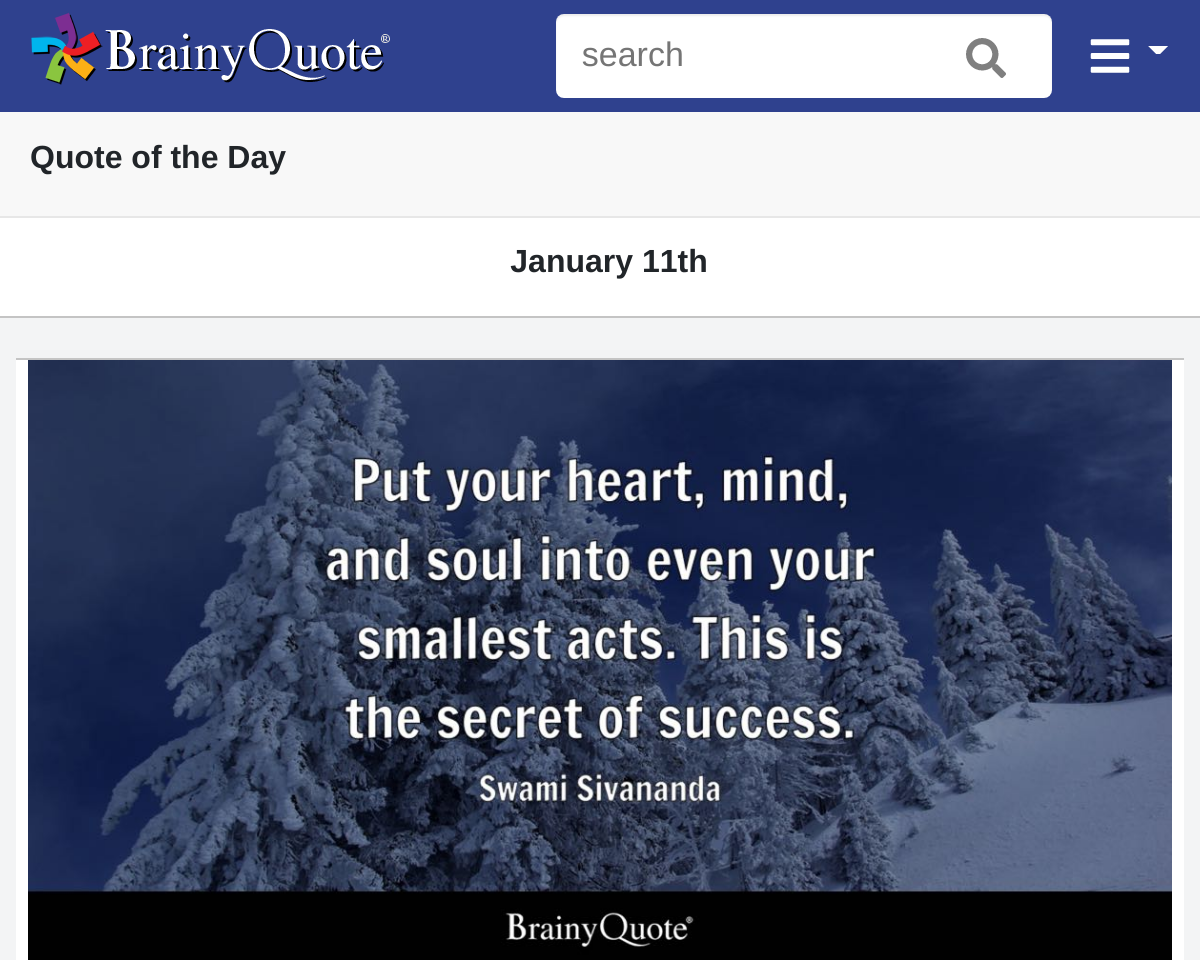 BrainyQuote®
search
Quote of the Day
January 11th
Put your heart, mind,
and soul into even your
smallest acts. This is
the secret of success.
Swami Sivananda
BrainyQuote®